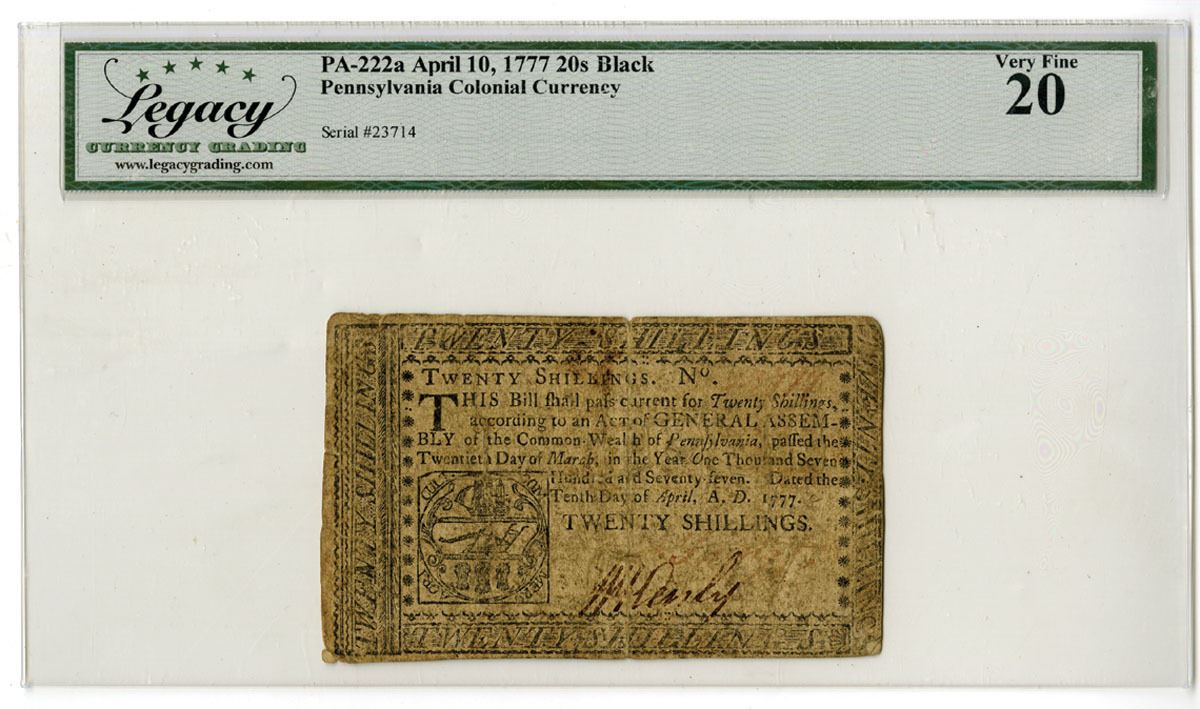 PA-222a April 10, 1777 20s Black
Pennsylvania Colonial Currency
Serial #23714
Legacy
CURRENCY GRADING
www.legacygrading.com
Very Fine
20
TWENTY SHILLINGS
TWENTY SHILLINGS. No.
THIS Bill ſhall paſs current for Twenty Shillings,
according to an Act of GENERAL ASSEM-
BLY of the Common-Wealth of Pennſylvania, paſſed the
Twentieth Day of March, in the Year One Thouſand Seven
Hundred and Seventy-ſeven. Dated the
Tenth Day of April, A. D. 1777.
TWENTY SHILLINGS.
TWENTY SHILLINGS
TWENTY SHILLING